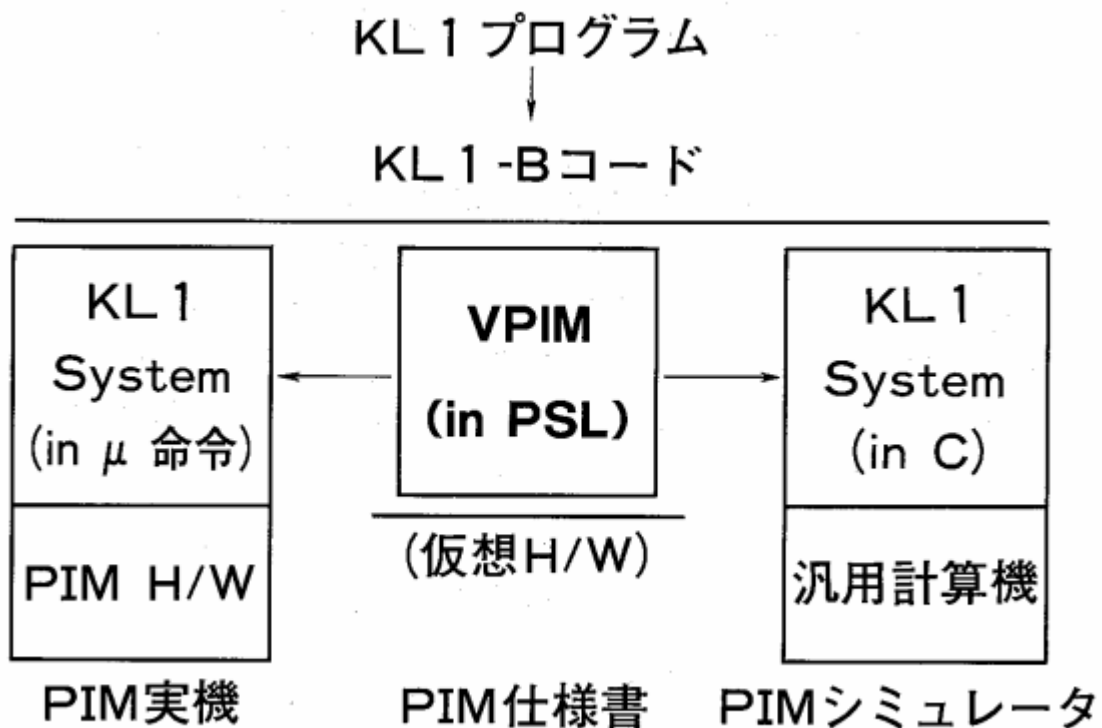 KL1プログラム
KL1-Bコード
KL1
System
(in μ 命令)
PIM H/W
PIM実機
VPIM
(in PSL)
(仮想H/W)
PIM仕様書
KL1
System
(in C)
汎用計算機
PIMシミュレータ